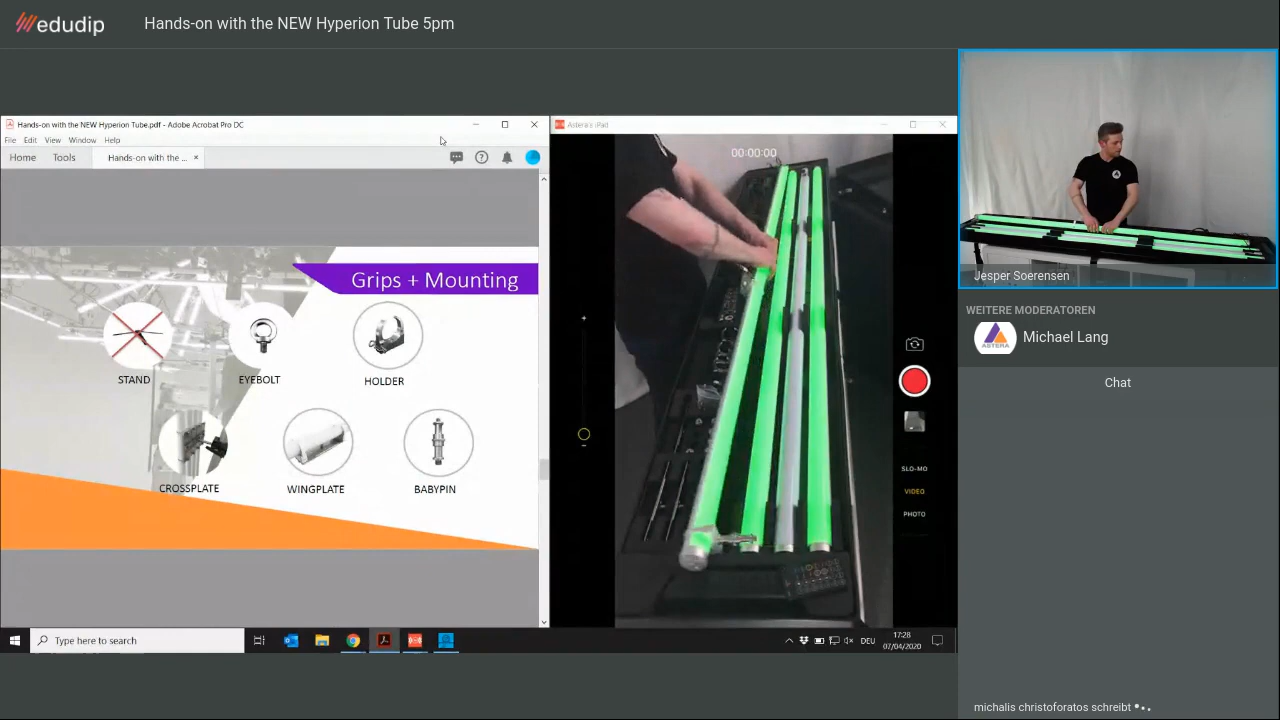 edudip
Hands-on with the NEW Hyperion Tube 5pm
Hands-on with the NEW Hyperion Tube.pdf - Adobe Acrobat Pro DC
File Edit View Window Help
Home Tools Hands-on with the ... ×
Grips + Mounting
STAND
EYEBOLT
HOLDER
CROSSPLATE
WINGPLATE
BABYPIN
Astera's iPad
00:00:00
SLO-MO
VIDEO
PHOTO
Type here to search
DEU
17:28
07/04/2020
Jesper Soerensen
WEITERE MODERATOREN
ASTERA
Michael Lang
Chat
michalis christoforatos schreibt